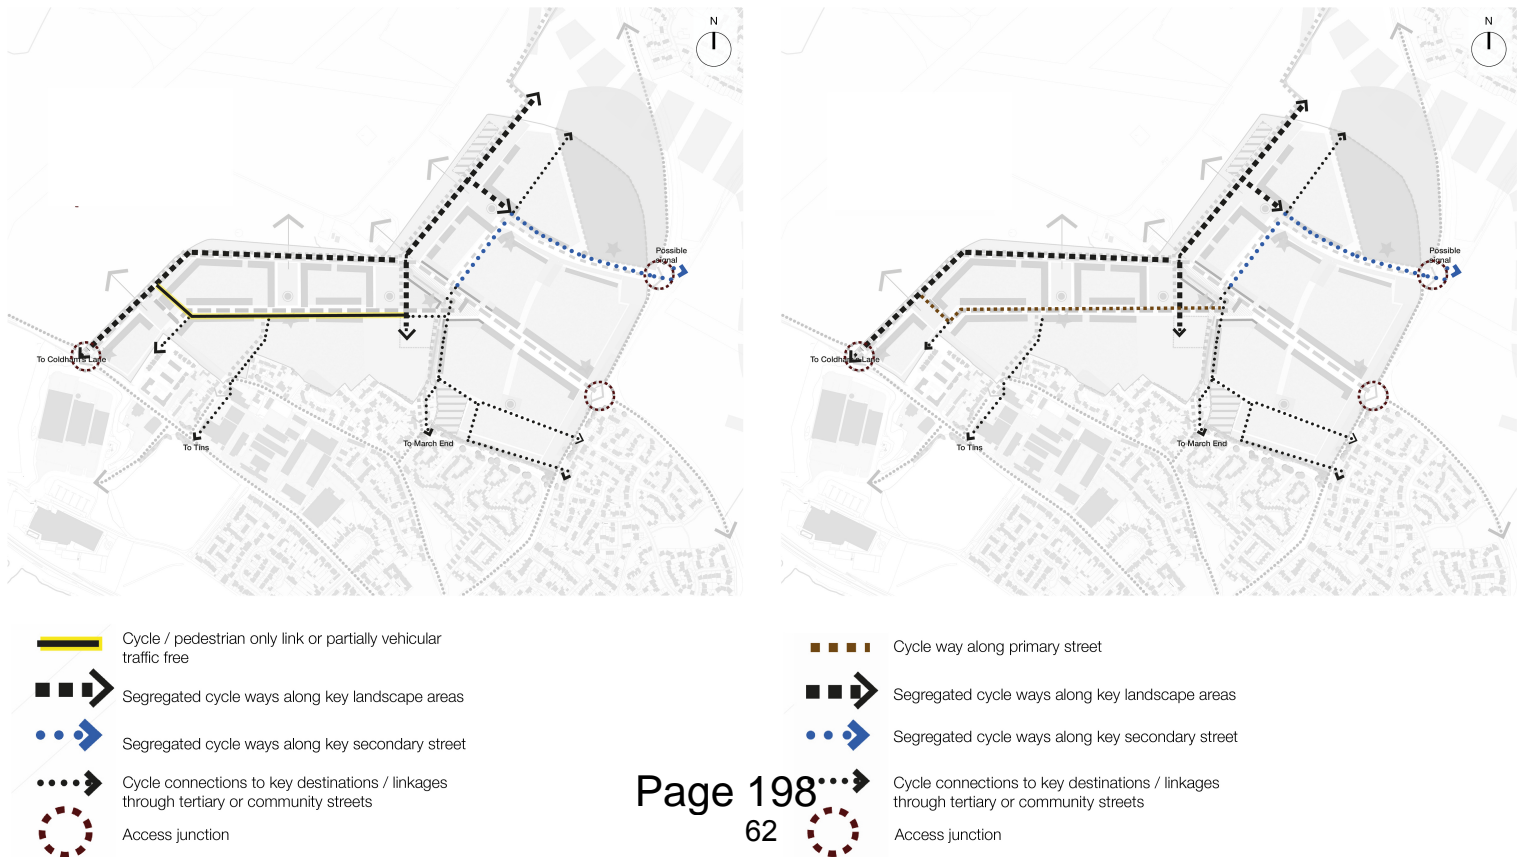 N
N
Possible
signal
Possible
signal
To Coldham's Lane
To Coldham's Lane
To Tins
To March End
To Tins
To March End
Cycle / pedestrian only link or partially vehicular
traffic free
Segregated cycle ways along key landscape areas
Segregated cycle ways along key secondary street
Cycle connections to key destinations / linkages
through tertiary or community streets
Access junction
Cycle way along primary street
Segregated cycle ways along key landscape areas
Segregated cycle ways along key secondary street
Cycle connections to key destinations / linkages
through tertiary or community streets
Access junction
Page 198
62